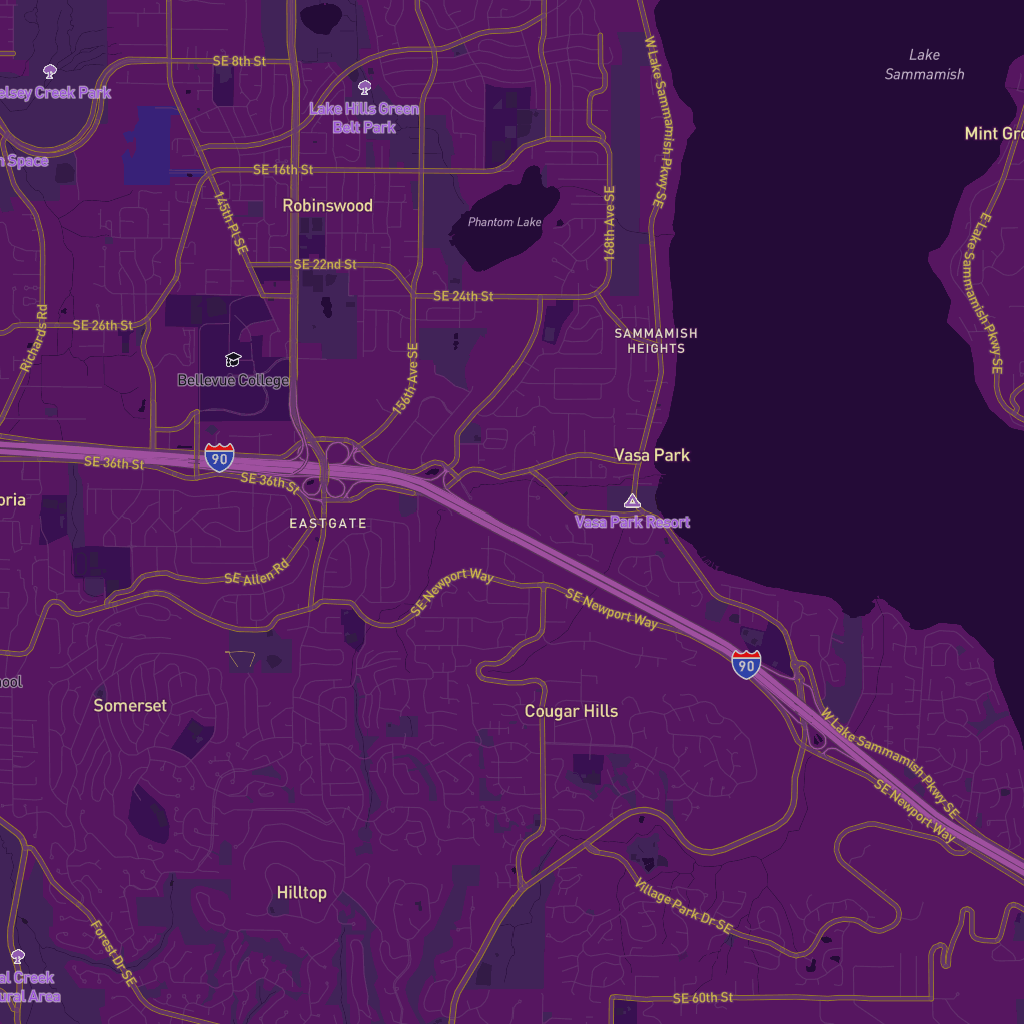 Lake
Sammamish
SE 8th St
W Lake Sammamish Pkwy SE
elsey Creek Park
Lake Hills Green
Belt Park
Mint Gro
n Space
SE 16th St
145th Pl SE
Robinswood
Phantom Lake
168th Ave SE
E Lake Sammamish Pkwy SE
SE 22nd St
SE 24th St
Richards Rd
SE 26th St
SAMMAMISH
HEIGHTS
156th Ave SE
Bellevue College
90
SE 36th St
SE 36th St
Vasa Park
oria
EASTGATE
Vasa Park Resort
SE Allen Rd
SE Newport Way
SE Newport Way
90
ool
Somerset
Cougar Hills
W Lake Sammamish Pkwy SE
SE Newport Way
Hilltop
Village Park Dr SE
Forest Dr SE
al Creek
ural Area
SE 60th St